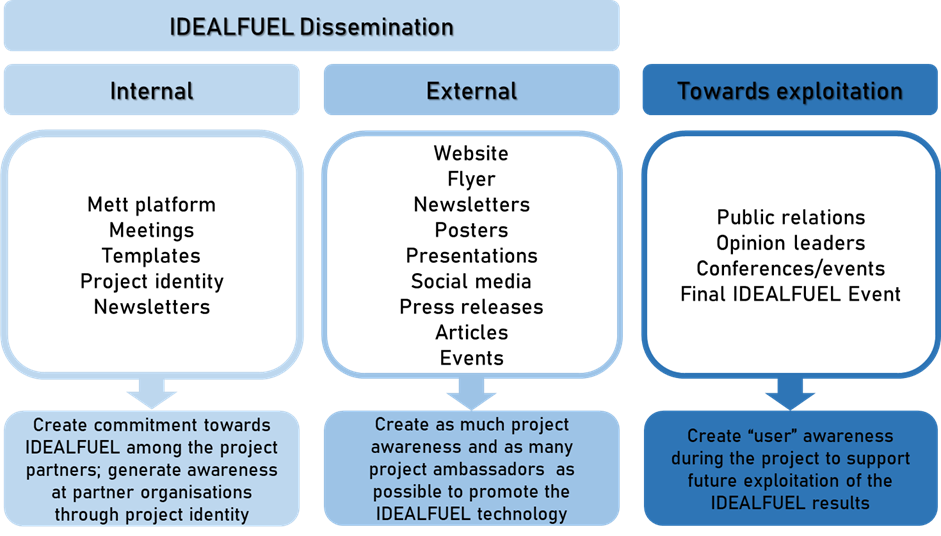 IDEALFUEL Dissemination
Internal
External
Towards exploitation
Mett platform
Meetings
Templates
Project identity
Newsletters
Website
Flyer
Newsletters
Posters
Presentations
Social media
Press releases
Articles
Events
Public relations
Opinion leaders
Conferences/events
Final IDEALFUEL Event
Create commitment towards
IDEALFUEL among the project
partners; generate awareness
at partner organisations
through project identity
Create as much project
awareness and as many
project ambassadors as
possible to promote the
IDEALFUEL technology
Create “user” awareness
during the project to support
future exploitation of the
IDEALFUEL results